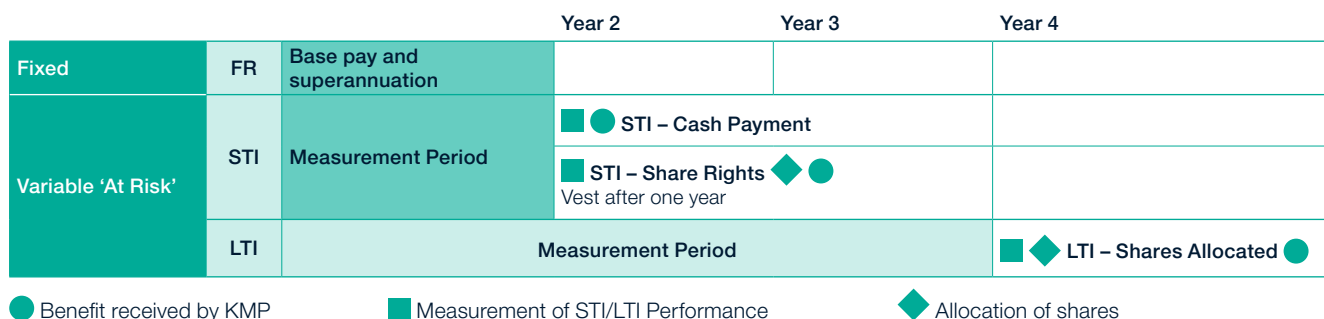 Year 2 Year 3 Year 4
Fixed FR Base pay and
superannuation
STI – Cash Payment
Variable ‘At Risk’ STI Measurement Period
STI – Share Rights
Vest after one year
LTI Measurement Period LTI – Shares Allocated
Benefit received by KMP Measurement of STI/LTI Performance Allocation of shares